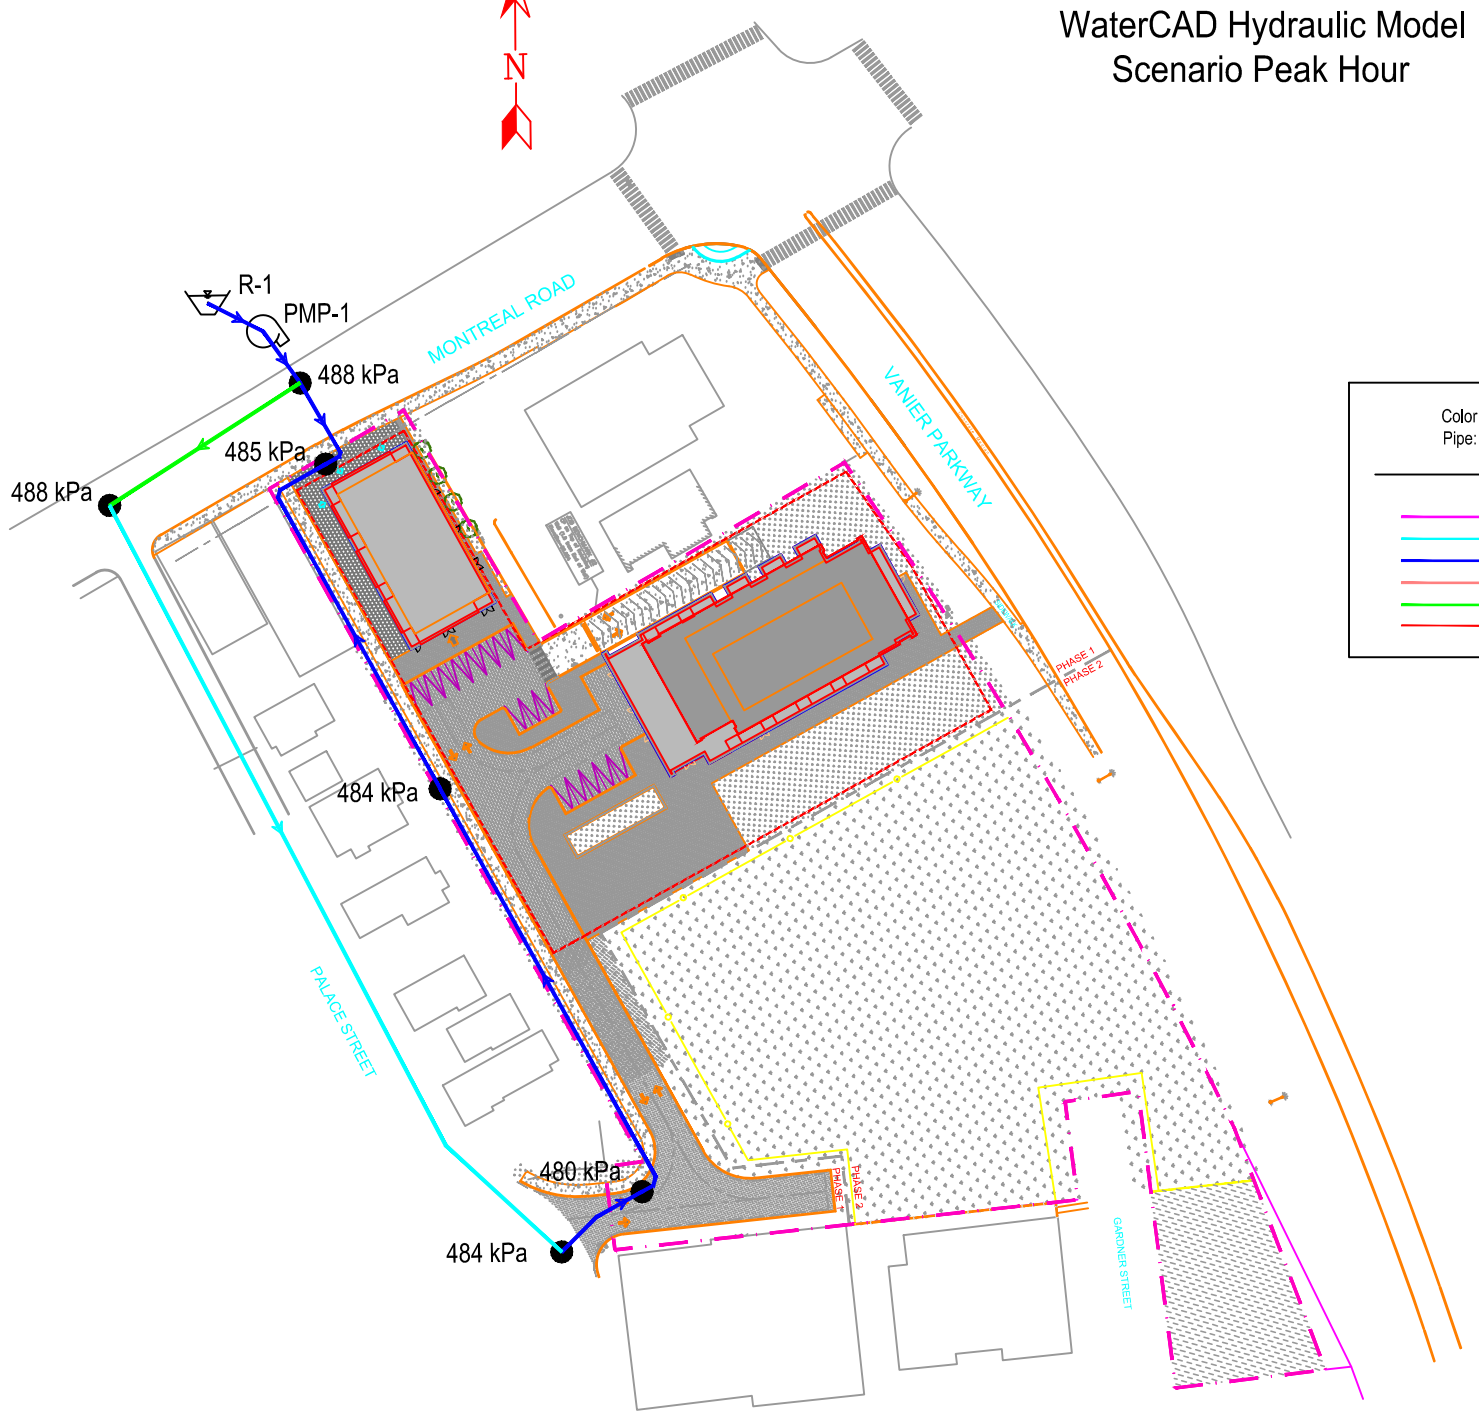 WaterCAD Hydraulic Model
Scenario Peak Hour
N
R-1
PMP-1
MONTREAL ROAD
488 kPa
VANIER PARKWAY
Color
Pipe:
485 kPa
488 kPa
PHASE 1
PHASE 2
484 kPa
PALACE STREET
480 kPa
PHASE
PHASE 2
484 kPa
GARDNER STREET